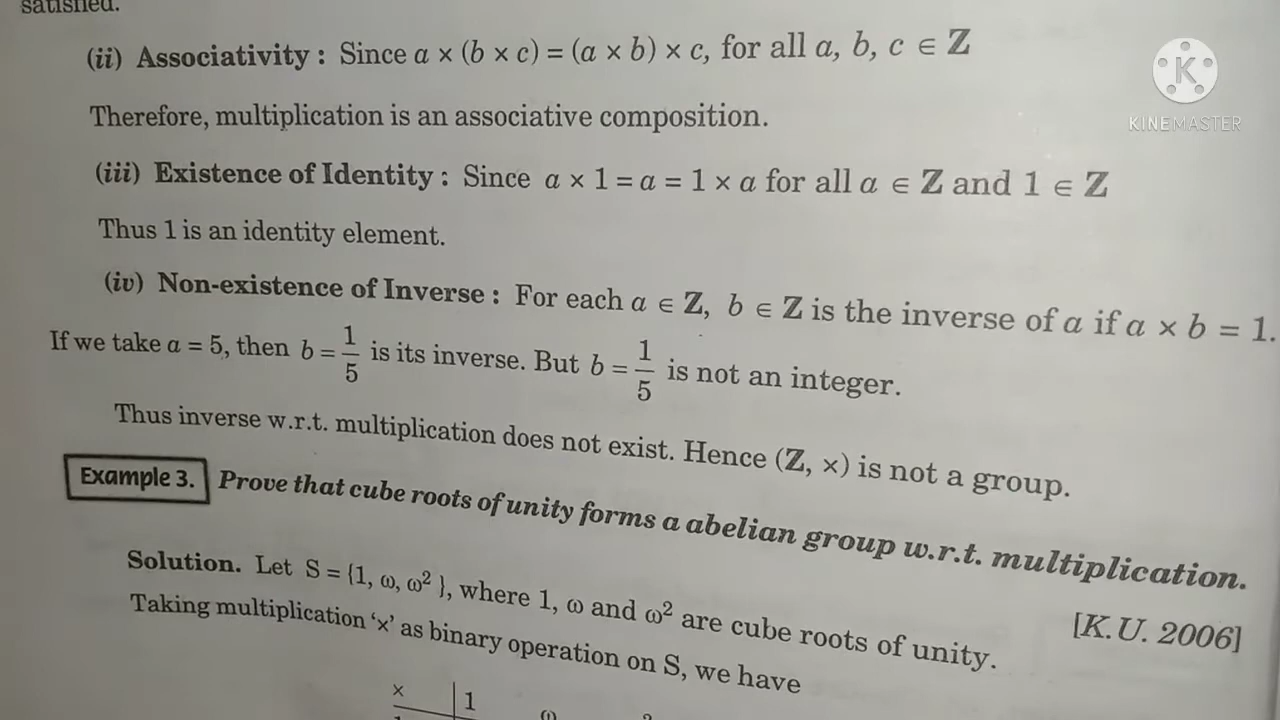 satisfied.
(ii) Associativity : Since a × (b × c) = (a × b) × c, for all a, b, c ∈ Z
Therefore, multiplication is an associative composition.
(iii) Existence of Identity : Since a × 1 = a = 1 × a for all a ∈ Z and 1 ∈ Z
Thus 1 is an identity element.
(iv) Non-existence of Inverse : For each a ∈ Z, b ∈ Z is the inverse of a if a × b = 1.
If we take a = 5, then b = 1/5 is its inverse. But b = 1/5 is not an integer.
Thus inverse w.r.t. multiplication does not exist. Hence (Z, ×) is not a group.
Example 3. Prove that cube roots of unity forms a abelian group w.r.t. multiplication.
[K.U. 2006]
Solution. Let S = {1, ω, ω² }, where 1, ω and ω² are cube roots of unity.
Taking multiplication ‘×’ as binary operation on S, we have
× 1 ω
KINEMASTER